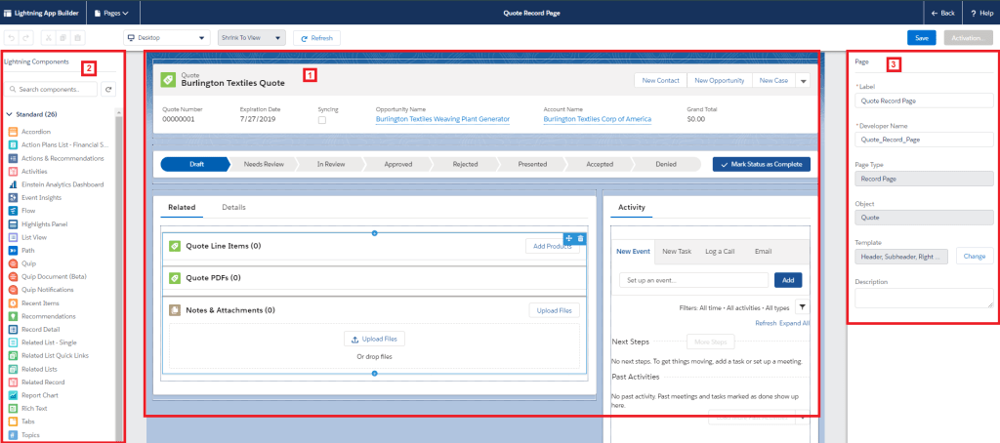 Lightning App Builder
Pages
Quote Record Page
Back
? Help
Desktop
Shrink To View
Refresh
Save
Activation...
Lightning Components
2
Search components...
Standard (26)
Accordion
Action Plans List - Financial S...
Actions & Recommendations
Activities
Einstein Analytics Dashboard
Event Insights
Flow
Highlights Panel
List View
Path
Quip
Quip Document (Beta)
Quip Notifications
Recent Items
Recommendations
Record Detail
Related List - Single
Related List Quick Links
Related Lists
Related Record
Report Chart
Rich Text
Tabs
Topics
1
Quote
Burlington Textiles Quote
New Contact
New Opportunity
New Case
Quote Number
Expiration Date
Syncing
Opportunity Name
Account Name
Grand Total
00000001
7/27/2019
Burlington Textiles Weaving Plant Generator
Burlington Textiles Corp of America
$0.00
Draft
Needs Review
In Review
Approved
Rejected
Presented
Accepted
Denied
Mark Status as Complete
Related
Details
Quote Line Items (0)
Add Products
Quote PDFs (0)
Notes & Attachments (0)
Upload Files
Upload Files
Or drop files
Activity
New Event
New Task
Log a Call
Email
Set up an event...
Add
Filters: All time • All activities • All types
Refresh Expand All
Next Steps
More Steps
No next steps. To get things moving, add a task or set up a meeting.
Past Activities
No past activity. Past meetings and tasks marked as done show up
here.
3
Page
*Label
Quote Record Page
*Developer Name
Quote_Record_Page
Page Type
Record Page
Object
Quote
Template
Header, Subheader, Right ...
Change
Description